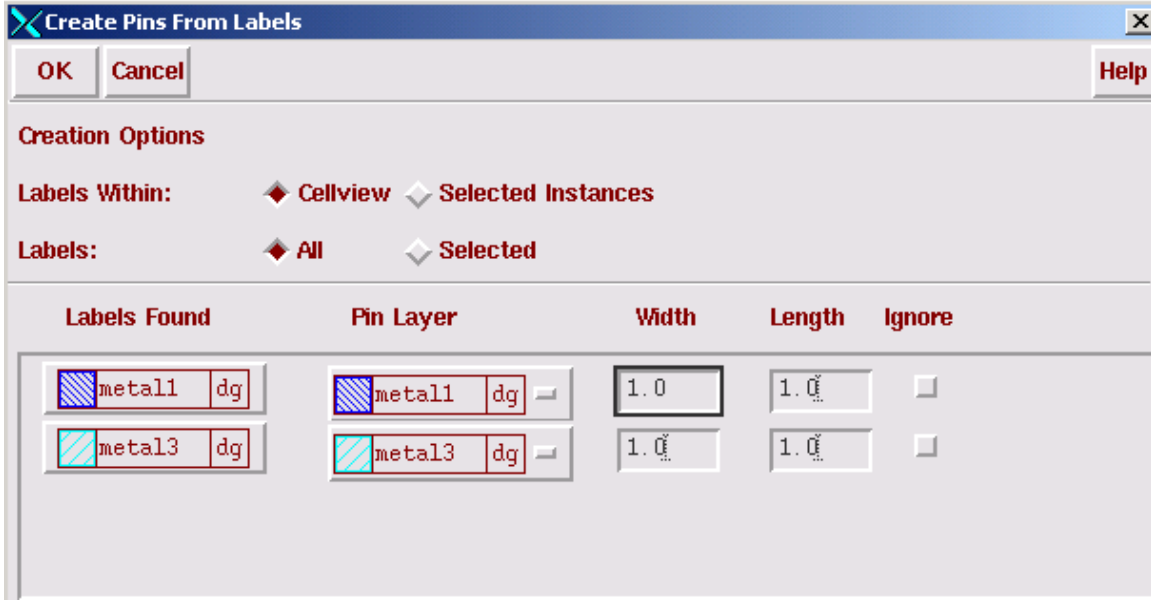 Create Pins From Labels
OK Cancel Help
Creation Options
Labels Within: Cellview Selected Instances
Labels: All Selected
Labels Found Pin Layer Width Length Ignore
metal1 dg metal1 dg 1.0 1.0
metal3 dg metal3 dg 1.0 1.0